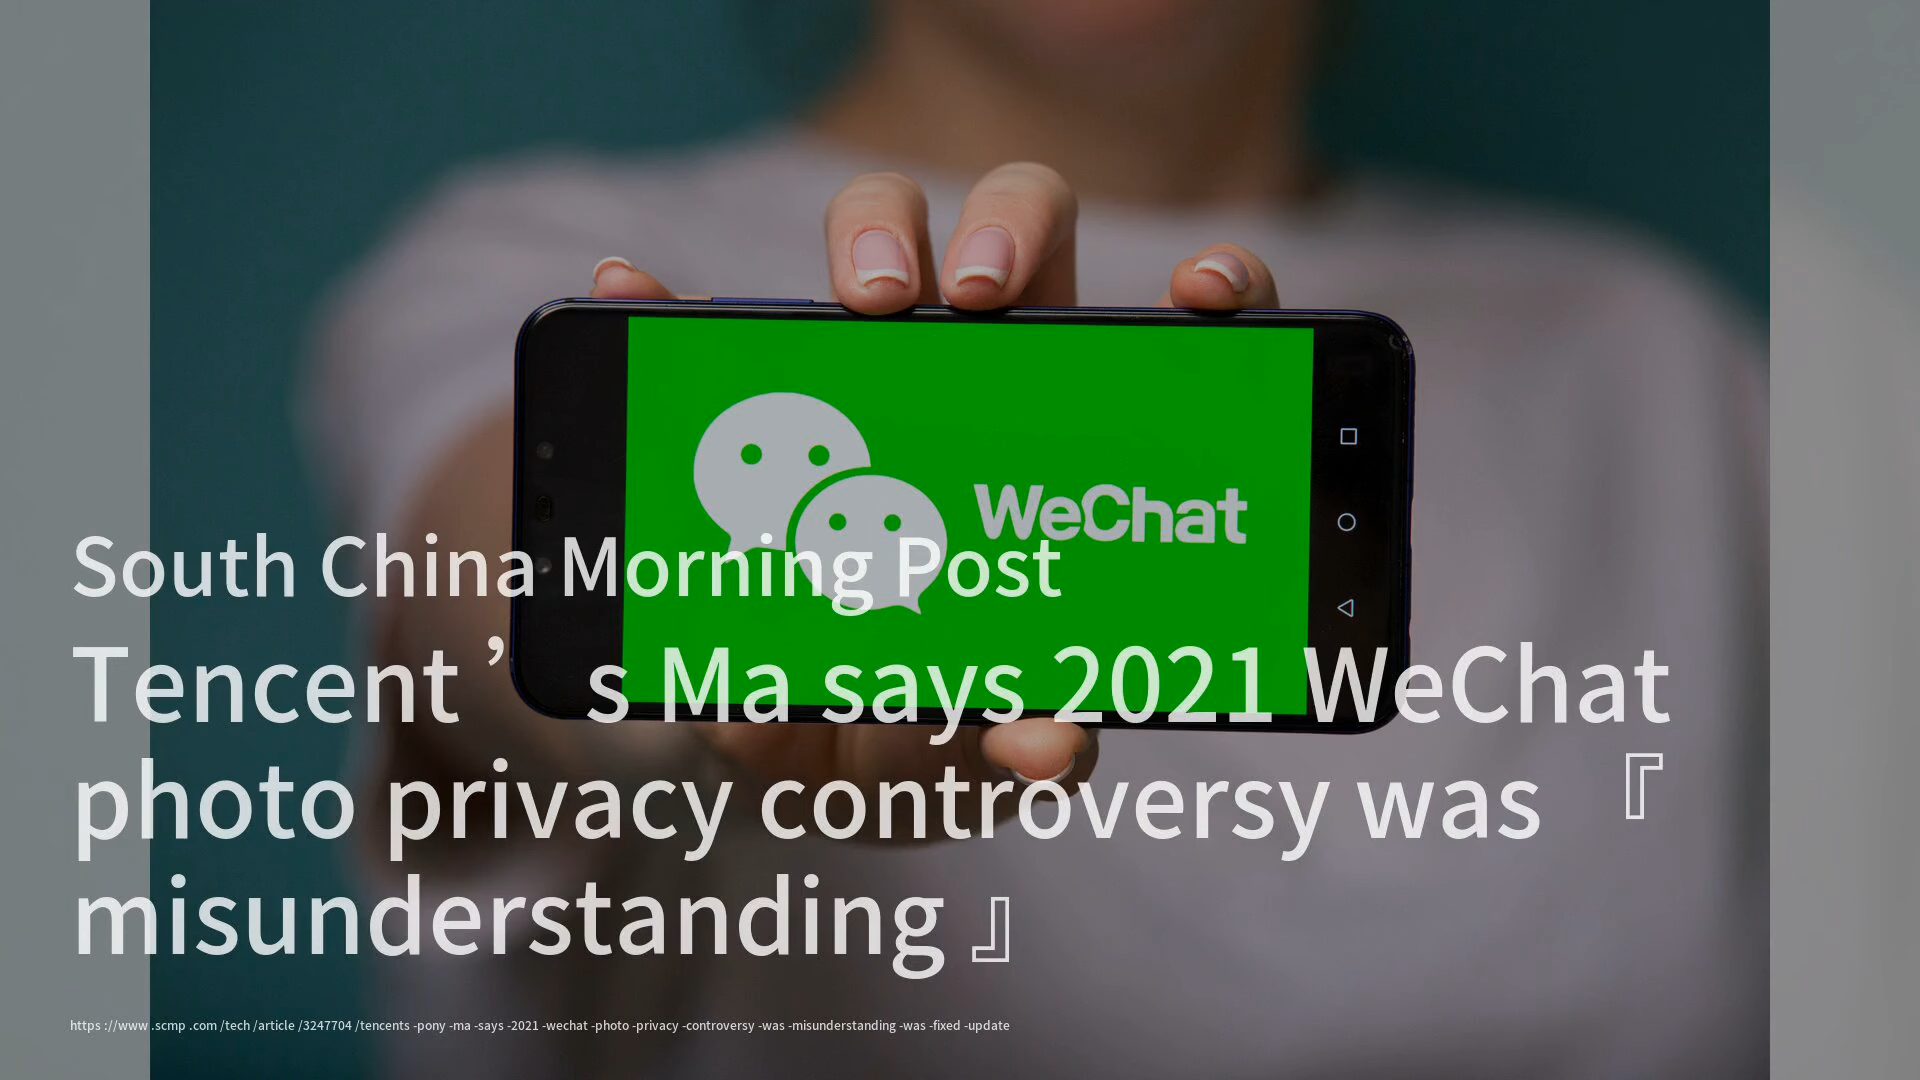 WeChat
South China Morning Post
Tencent ’ s Ma says 2021 WeChat
photo privacy controversy was 『
misunderstanding 』
https ://www .scmp .com /tech /article /3247704 /tencents -pony -ma -says -2021 -wechat -photo -privacy -controversy -was -misunderstanding -was -fixed -update